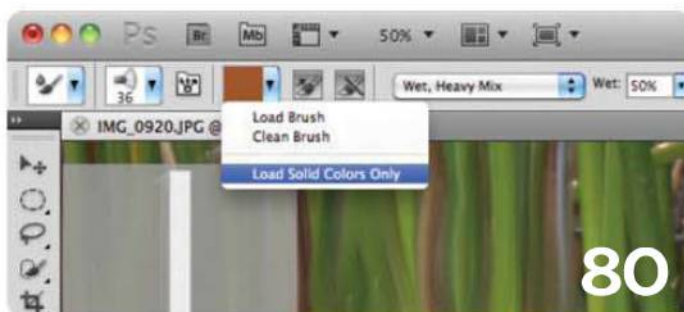 Ps Br Mb 50%
36 Wet, Heavy Mix Wet: 50%
Load Brush
IMG_0920.JPG @
Clean Brush
Load Solid Colors Only
80